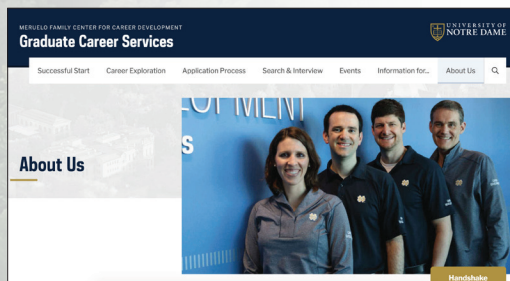 MERUELO FAMILY CENTER FOR CAREER DEVELOPMENT
Graduate Career Services
UNIVERSITY OF
NOTRE DAME
Successful Start
Career Exploration
Application Process
Search & Interview
Events
Information for...
About Us
About Us
Handshake